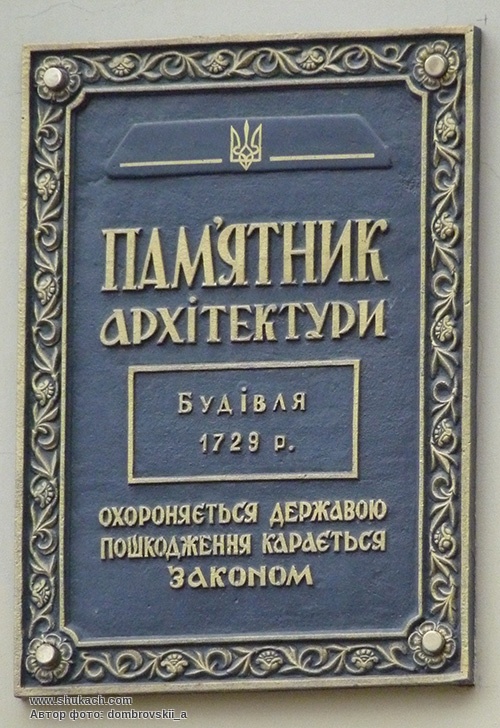 ПАМ'ЯТНИК
АРХІТЕКТУРИ
Будівля
1729 р.
ОХОРОНЯЄТЬСЯ ДЕРЖАВОЮ
ПОШКОДЖЕННЯ КАРАЄТЬСЯ
ЗАКОНОМ
www.shukach.com
Автор фото: dombrovskii_a